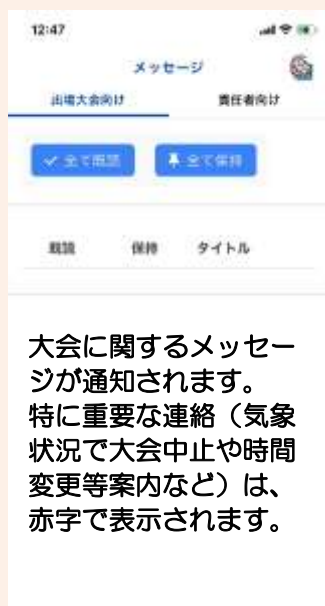 12:47
メッセージ
出場大会向け 責任者向け
全て既読 全て保持
既読 保持 タイトル
大会に関するメッセー
ジが通知されます。
特に重要な連絡（気象
状況で大会中止や時間
変更等案内など）は、
赤字で表示されます。